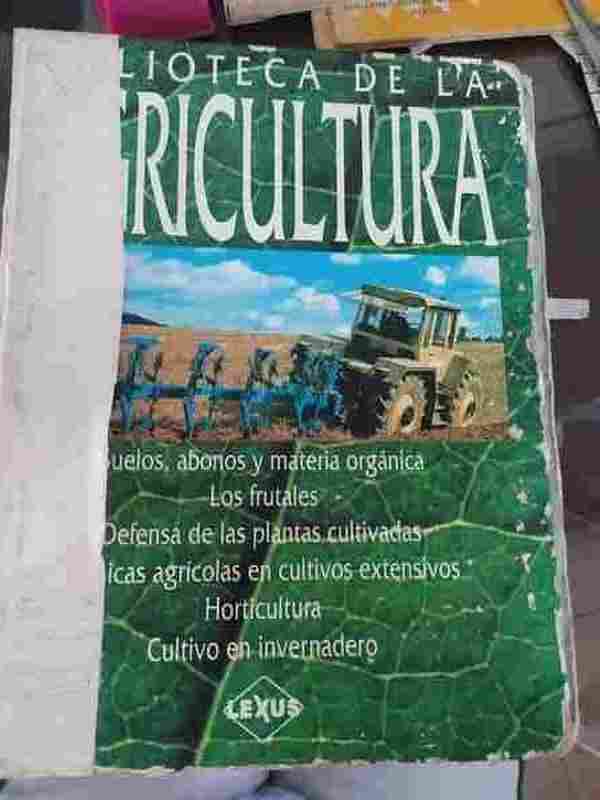 LIOTECA DE LA
GRICULTURA
uelos, abonos y materia orgánica
Los frutales
Defensa de las plantas cultivadas
icas agrícolas en cultivos extensivos
Horticultura
Cultivo en invernadero
LEXUS